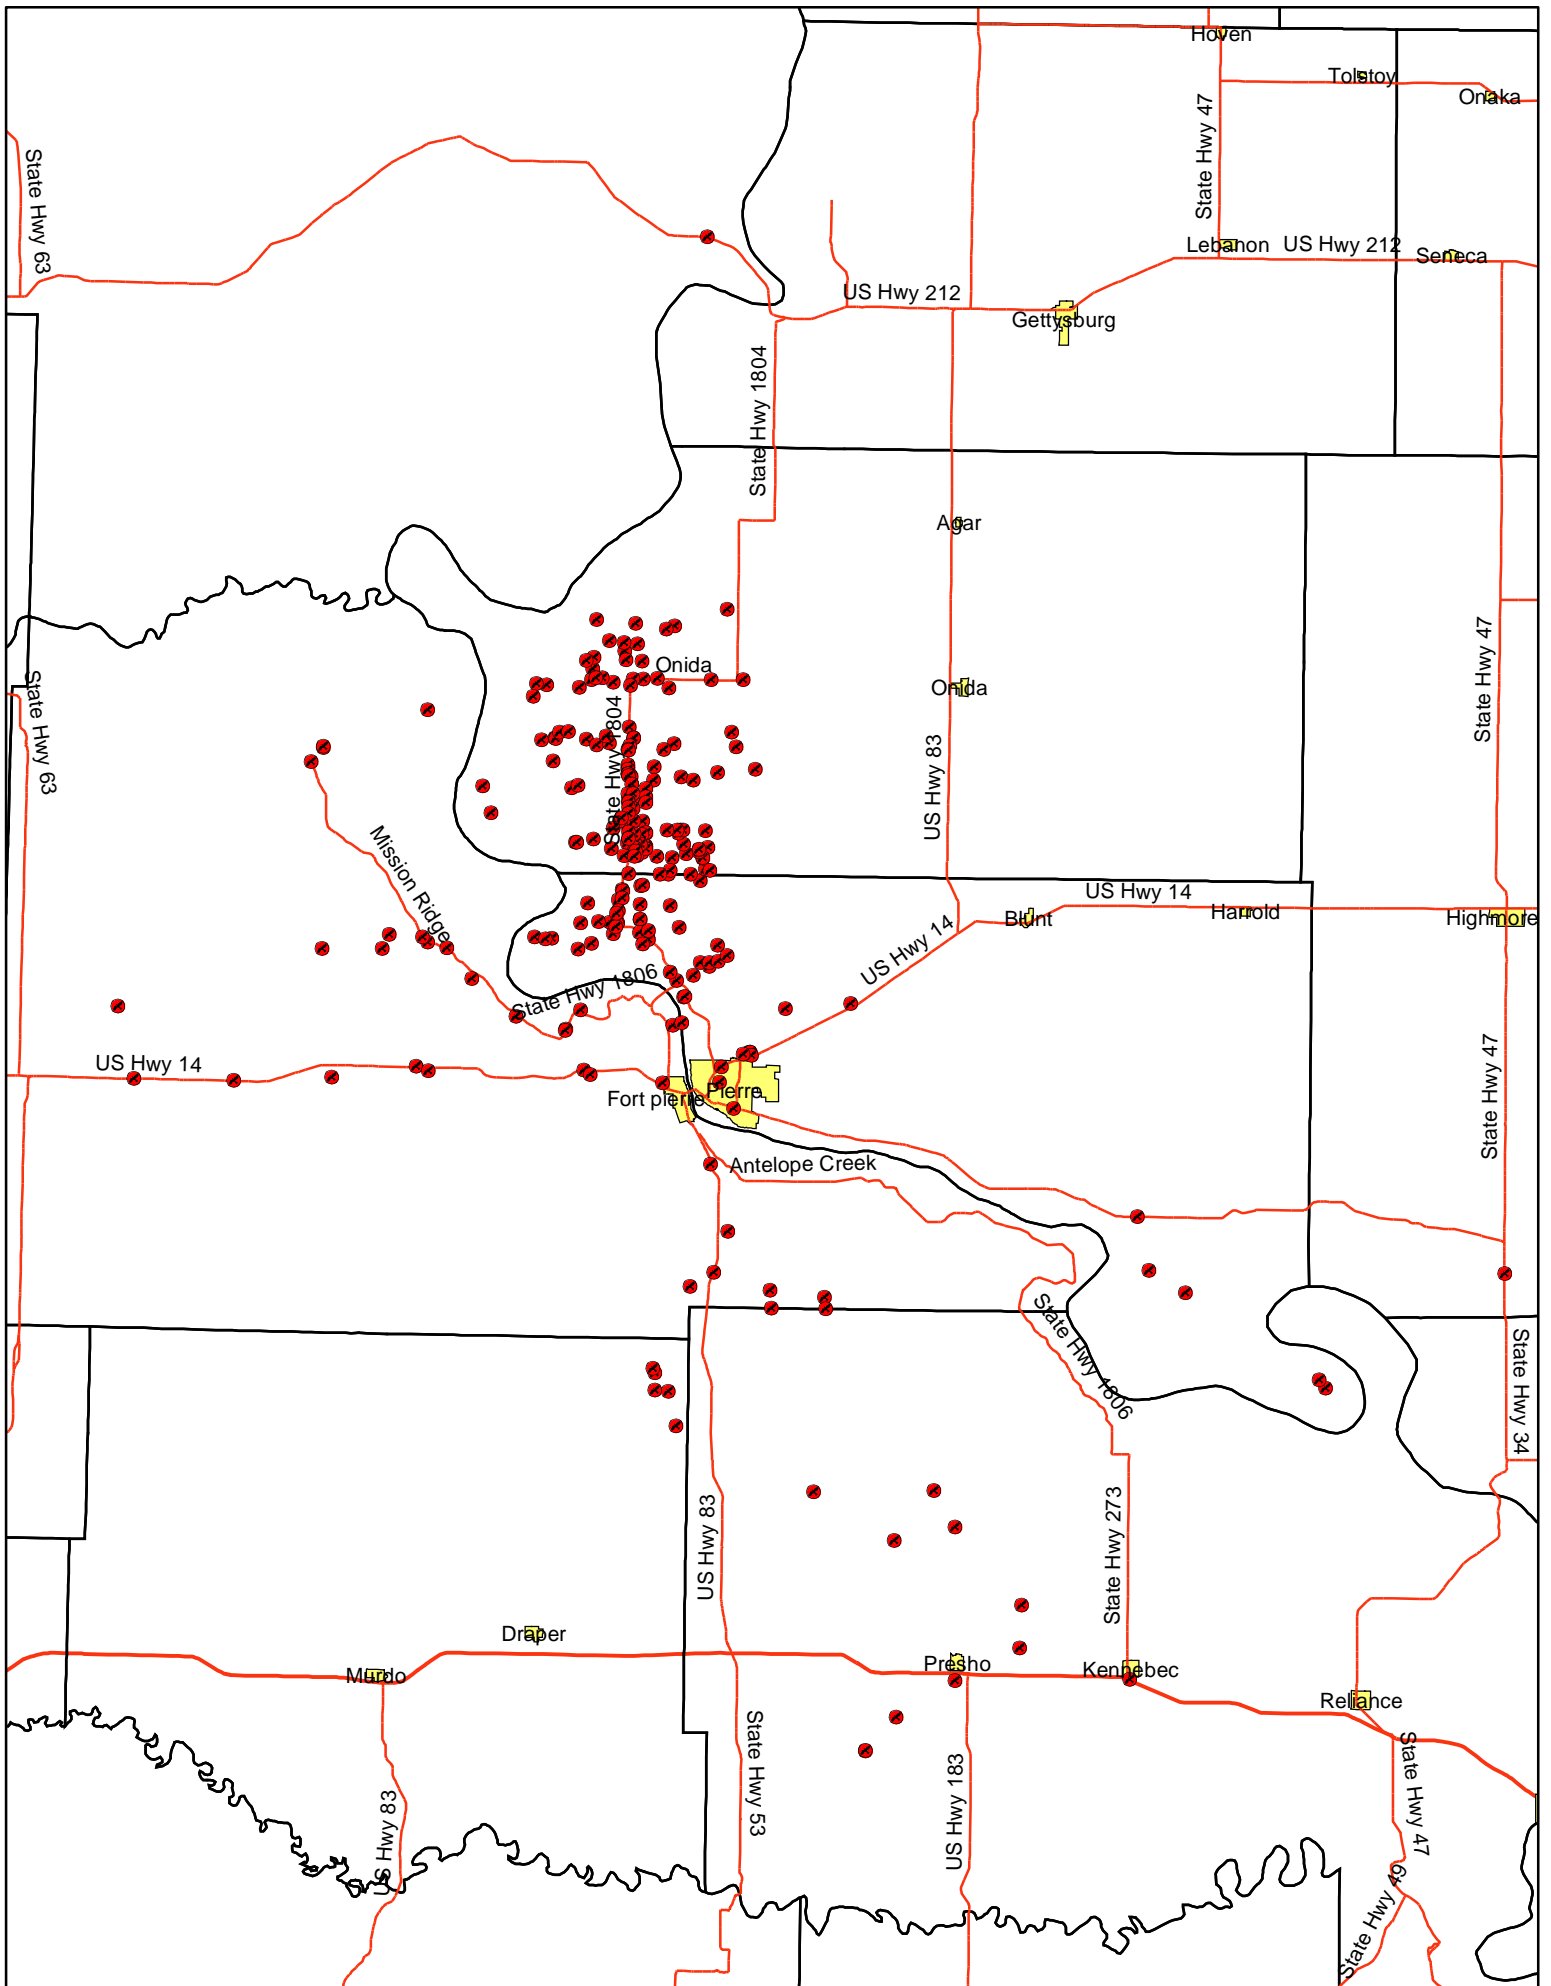 Hoven
Tolstoy
Onaka
State Hwy 47
State Hwy 63
Lebanon
US Hwy 212
Seneca
US Hwy 212
Gettysburg
State Hwy 1804
Agar
Onida
Onida
State Hwy 63
State Hwy 1804
State Hwy 47
US Hwy 83
Mission Ridge
US Hwy 14
Blunt
Harrold
Highmore
US Hwy 14
State Hwy 1806
US Hwy 14
Fort pierre
Pierre
State Hwy 47
Antelope Creek
State Hwy 1806
State Hwy 34
US Hwy 83
State Hwy 273
Draper
Murdo
Presho
Kennebec
Reliance
State Hwy 53
US Hwy 183
State Hwy 47
US Hwy 83
State Hwy 49